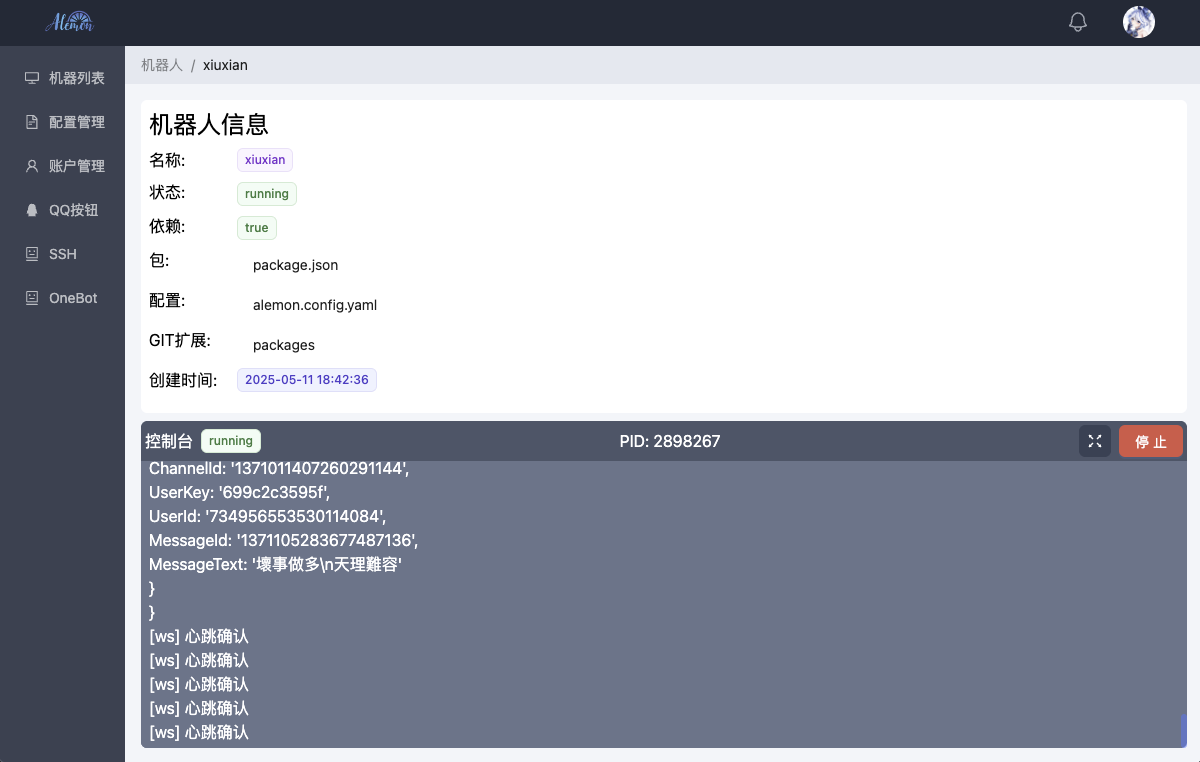 Alemon
机器列表
配置管理
账户管理
QQ按钮
SSH
OneBot
机器人 / xiuxian
机器人信息
名称: xiuxian
状态: running
依赖: true
包: package.json
配置: alemon.config.yaml
GIT扩展: packages
创建时间: 2025-05-11 18:42:36
控制台 running PID: 2898267 停 止
ChannelId: '1371011407260291144',
UserKey: '699c2c3595f',
UserId: '734956553530114084',
MessageId: '1371105283677487136',
MessageText: '壞事做多\n天理難容'
}
}
[ws] 心跳确认
[ws] 心跳确认
[ws] 心跳确认
[ws] 心跳确认
[ws] 心跳确认